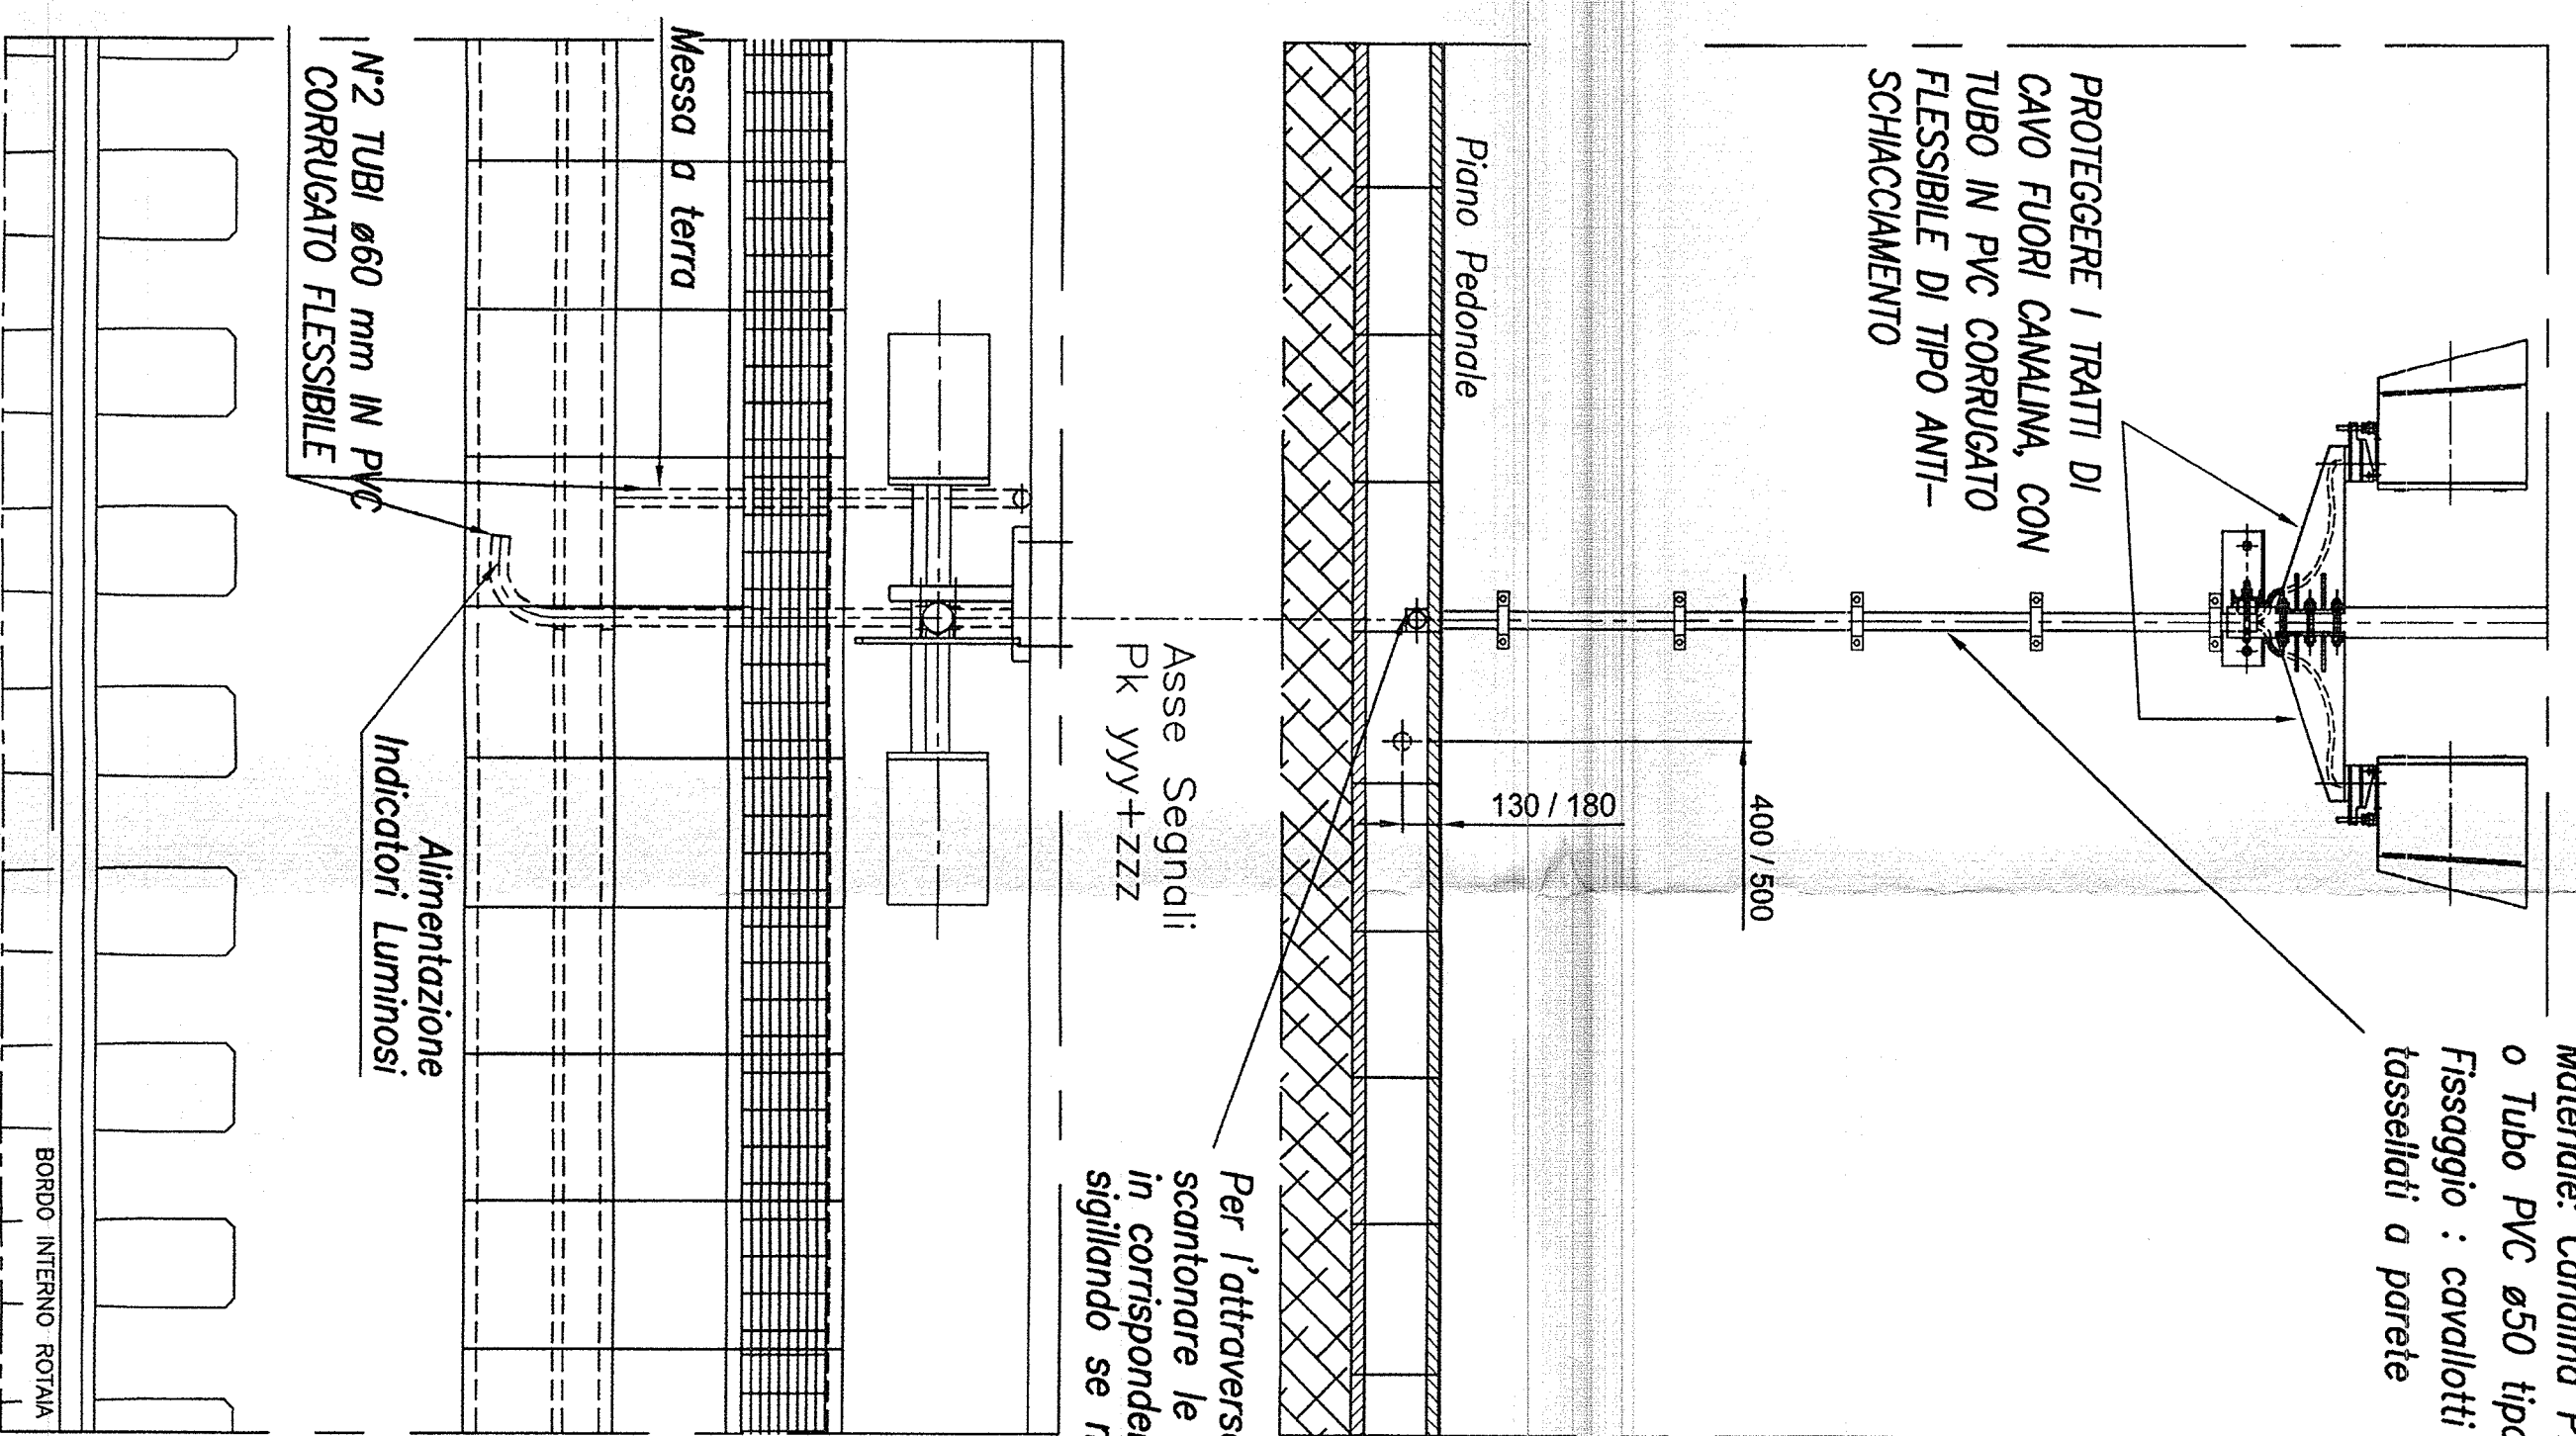 Materiale: Canalina
o Tubo PVC ø50 tipo
Fissaggio : cavallotti
tassellati a parete
PROTEGGERE I TRATTI DI
CAVO FUORI CANALINA, CON
TUBO IN PVC CORRUGATO
FLESSIBILE DI TIPO ANTI-
SCHIACCIAMENTO
400 / 500
130 / 180
Piano Pedonale
Per l'attravers
scantonare le
in corrisponde
sigillando se
Asse Segnali
Pk yyy+zzz
Messa a terra
N°2 TUBI ø60 mm IN PVC
CORRUGATO FLESSIBILE
Alimentazione
Indicatori Luminosi
BORDO INTERNO ROTAIA